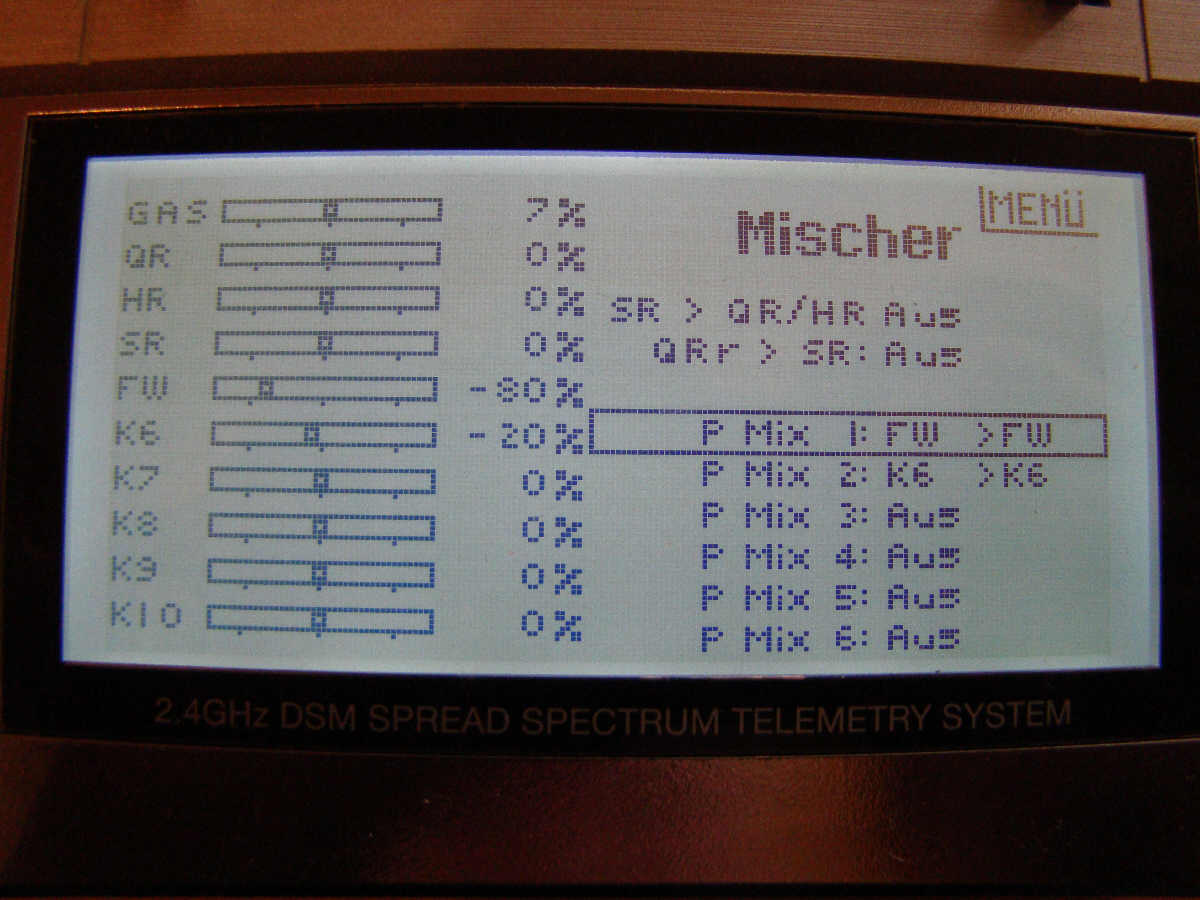 GAS 7%
QR 0%
HR 0%
SR 0%
FW -80%
K6 -20%
K7 0%
K8 0%
K9 0%
K10 0%
MENÜ
Mischer
SR > QR/HR Aus
QRr > SR: Aus
P Mix 1: FW >FW
P Mix 2: K6 >K6
P Mix 3: Aus
P Mix 4: Aus
P Mix 5: Aus
P Mix 6: Aus
2.4GHz DSM SPREAD SPECTRUM TELEMETRY SYSTEM